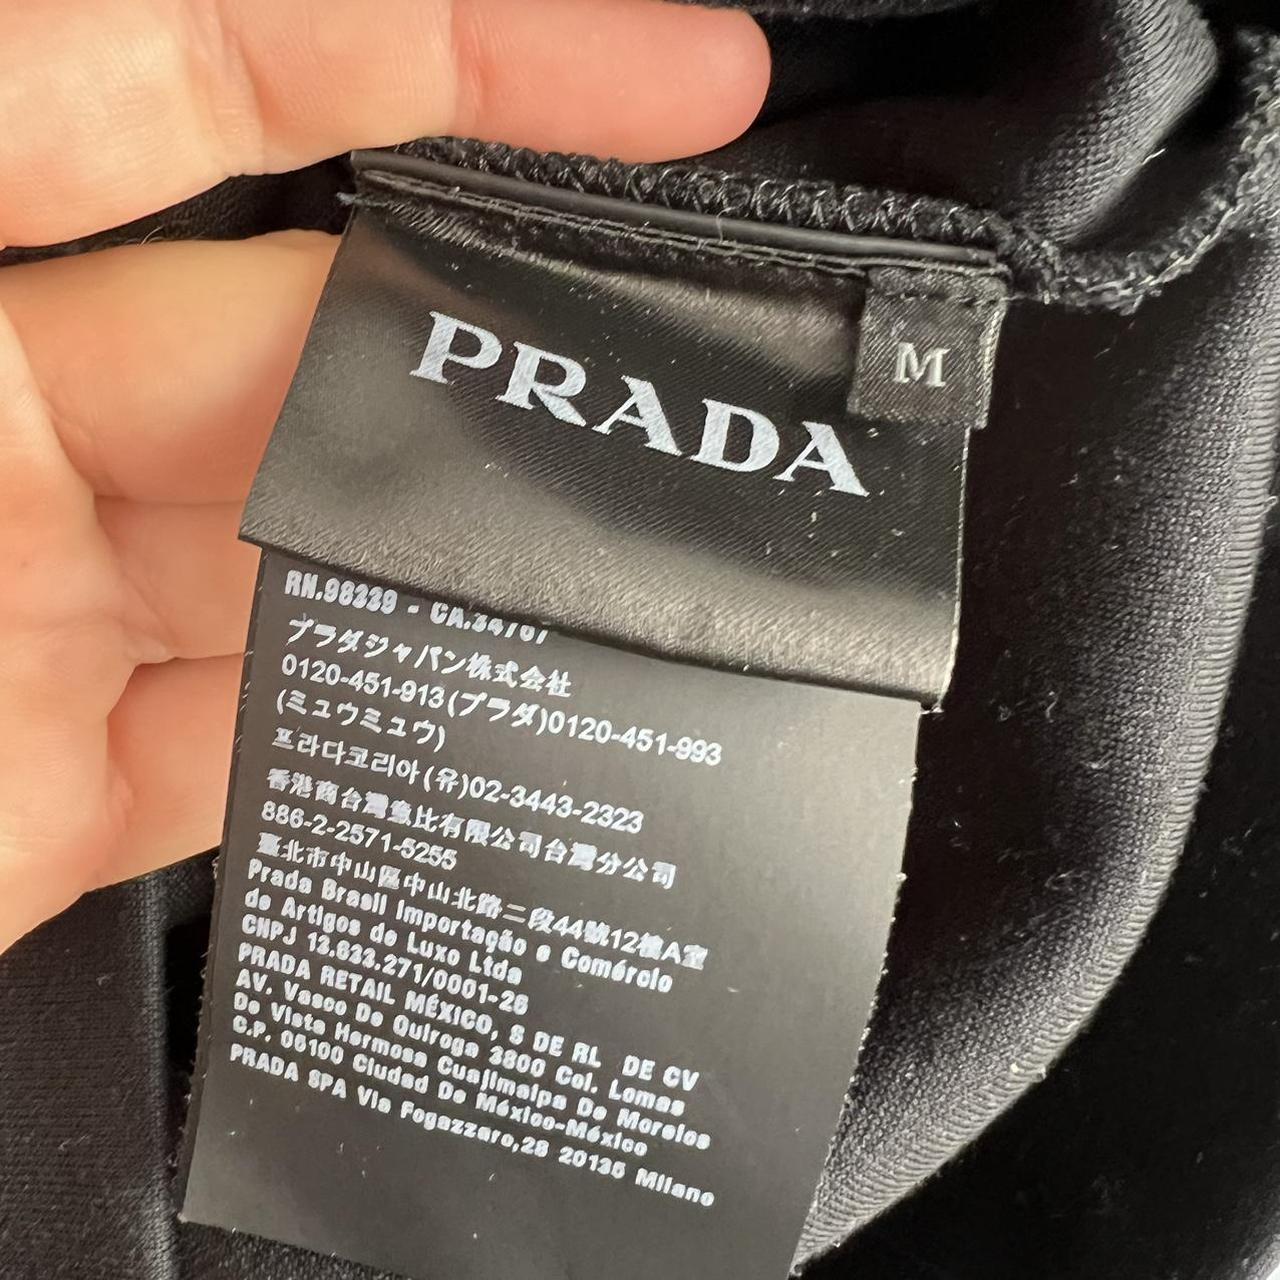 PRADA
M
RN.98339 - CA.34767
プラダジャパン株式会社
0120-451-913(プラダ)0120-451-993
(ミュウミュウ)
프라다코리아(유)02-3443-2323
香港商台灣魚比有限公司台灣分公司
886-2-2571-5255
臺北市中山區中山北路二段44號12樓A室
Prada Brasil Importação e Comércio
de Artigos de Luxo Ltda
CNPJ 13.633.271/0001-26
PRADA RETAIL MÉXICO, S DE RL DE CV
AV. Vasco De Quiroga 3800 Col. Lomas
De Vista Hermosa Cuajimalpa De Morelos
C.P. 05100 Ciudad De México-México
PRADA SPA Via Fogazzaro,28 20135 Milano